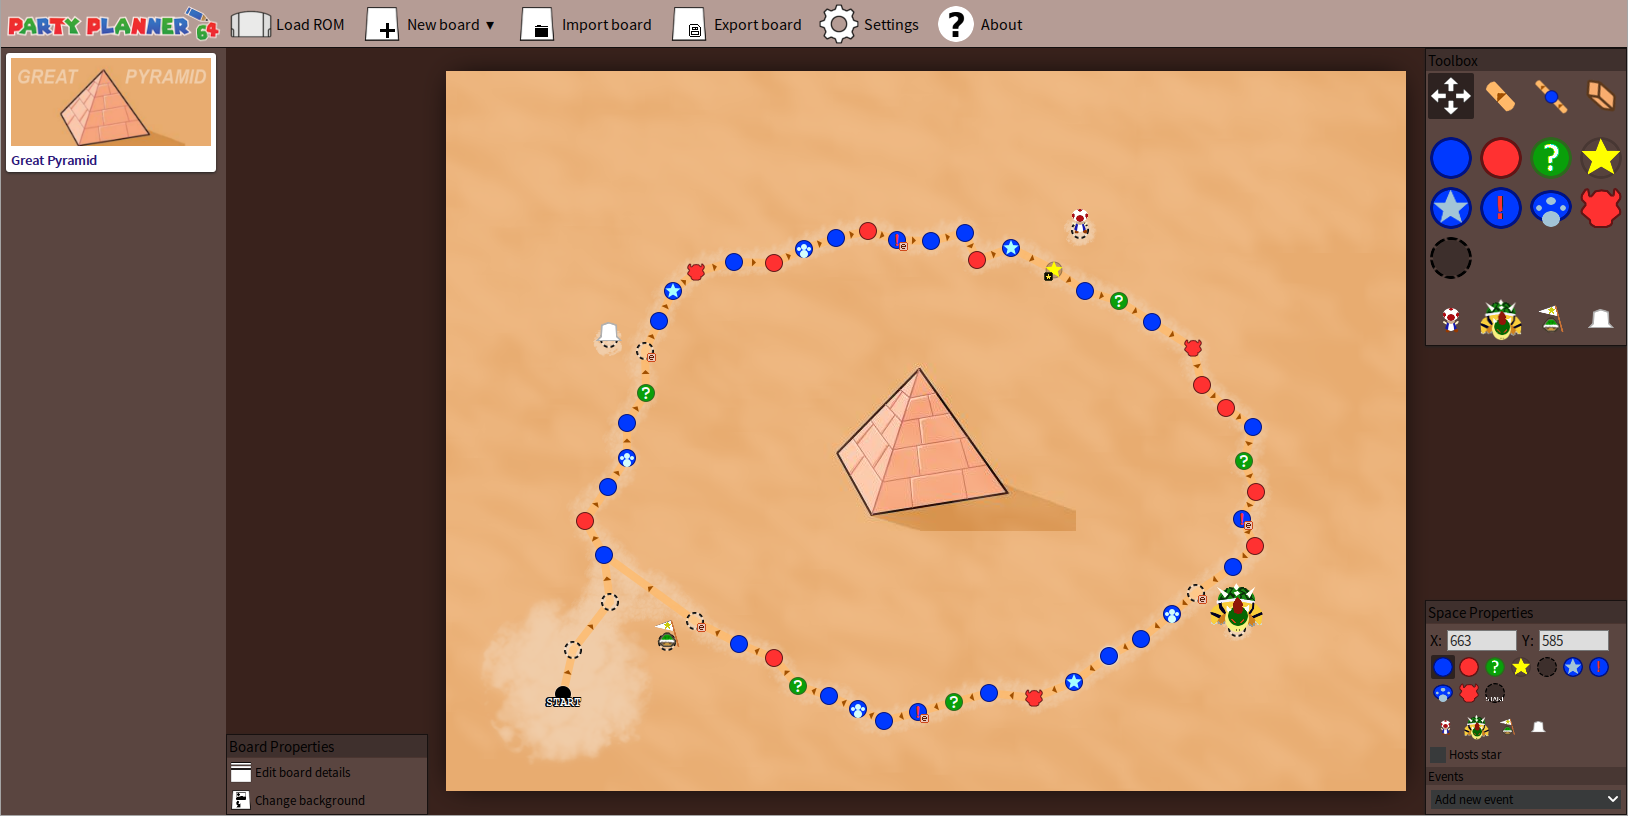 PARTY PLANNER 64
Load ROM
New board ▼
Import board
Export board
Settings
? About
GREAT PYRAMID
Great Pyramid
START
Board Properties
Edit board details
Change background
Toolbox
Space Properties
X: 663 Y: 585
START
Hosts star
Events
Add new event